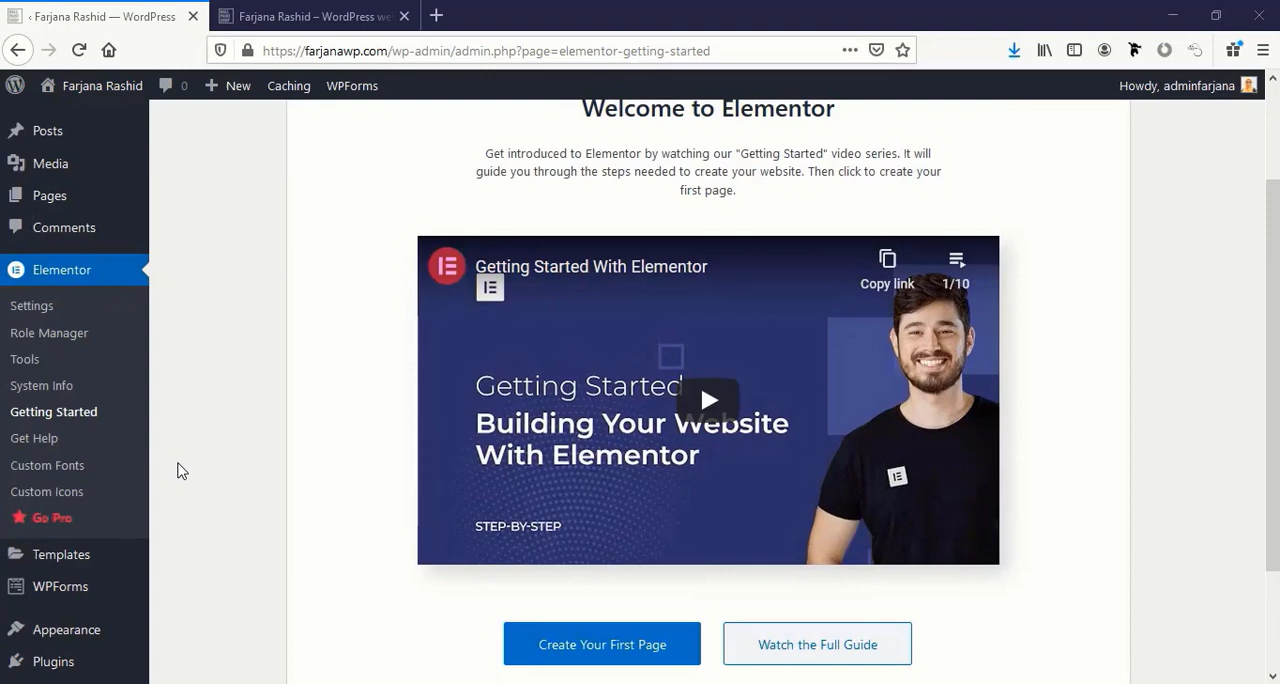 ‹ Farjana Rashid — WordPress
Farjana Rashid – WordPress we
https://farjanawp.com/wp-admin/admin.php?page=elementor-getting-started
Farjana Rashid
0
New
Caching
WPForms
Howdy, adminfarjana
Posts
Media
Pages
Comments
Elementor
Settings
Role Manager
Tools
System Info
Getting Started
Get Help
Custom Fonts
Custom Icons
Go Pro
Templates
WPForms
Appearance
Plugins
Welcome to Elementor
Get introduced to Elementor by watching our "Getting Started" video series. It will
guide you through the steps needed to create your website. Then click to create your
first page.
Getting Started With Elementor
Copy link
1/10
Getting Started
Building Your Website
With Elementor
STEP-BY-STEP
Create Your First Page
Watch the Full Guide